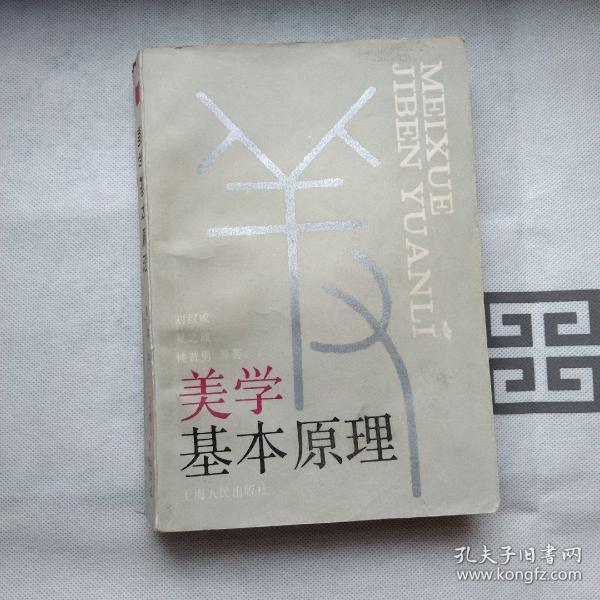 MEIXUE
JIBEN YUANLI
刘叔成
夏之放
楼昔勇 等著
美学
基本原理
上海人民出版社
孔夫子旧书网
www.kongfz.com